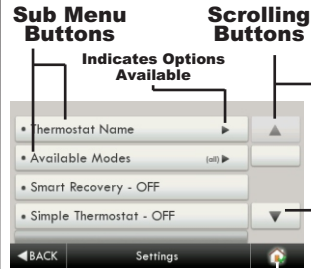 Sub Menu
Buttons
Scrolling
Buttons
Indicates Options
Available
• Thermostat Name ▶
• Available Modes (all) ▶
• Smart Recovery - OFF
• Simple Thermostat - OFF
◀BACK Settings